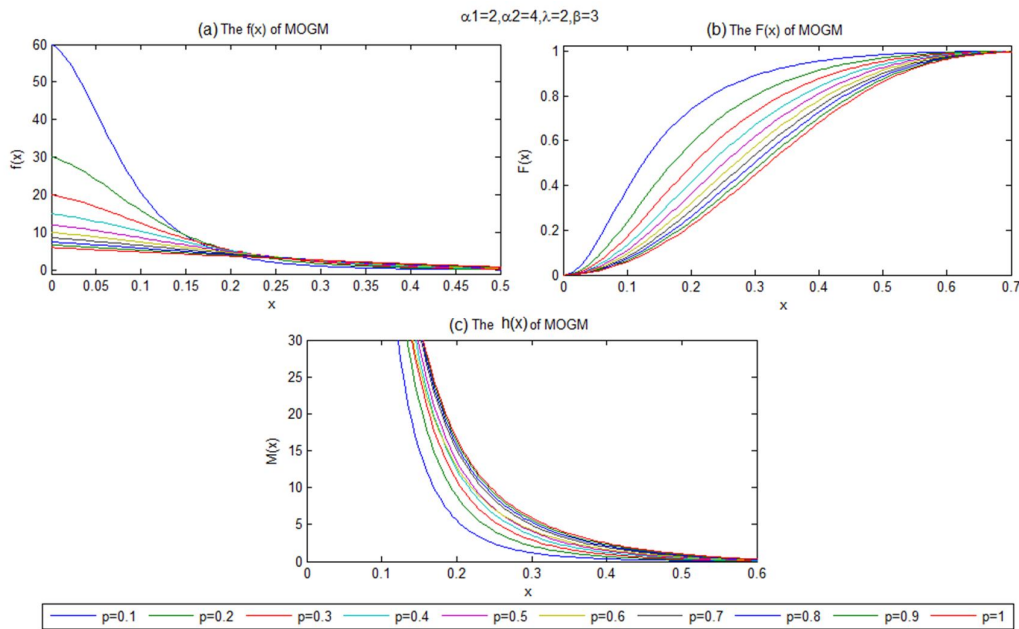 α1=2,α2=4,λ=2,β=3
(a) The f(x) of MOGM
f(x)
60
50
40
30
20
10
0
0 0.05 0.1 0.15 0.2 0.25 0.3 0.35 0.4 0.45 0.5
x
(b) The F(x) of MOGM
F(x)
1
0.8
0.6
0.4
0.2
0
0 0.1 0.2 0.3 0.4 0.5 0.6 0.7
x
(c) The h(x) of MOGM
M(x)
30
25
20
15
10
5
0
0 0.1 0.2 0.3 0.4 0.5 0.6
x
p=0.1 p=0.2 p=0.3 p=0.4 p=0.5 p=0.6 p=0.7 p=0.8 p=0.9 p=1